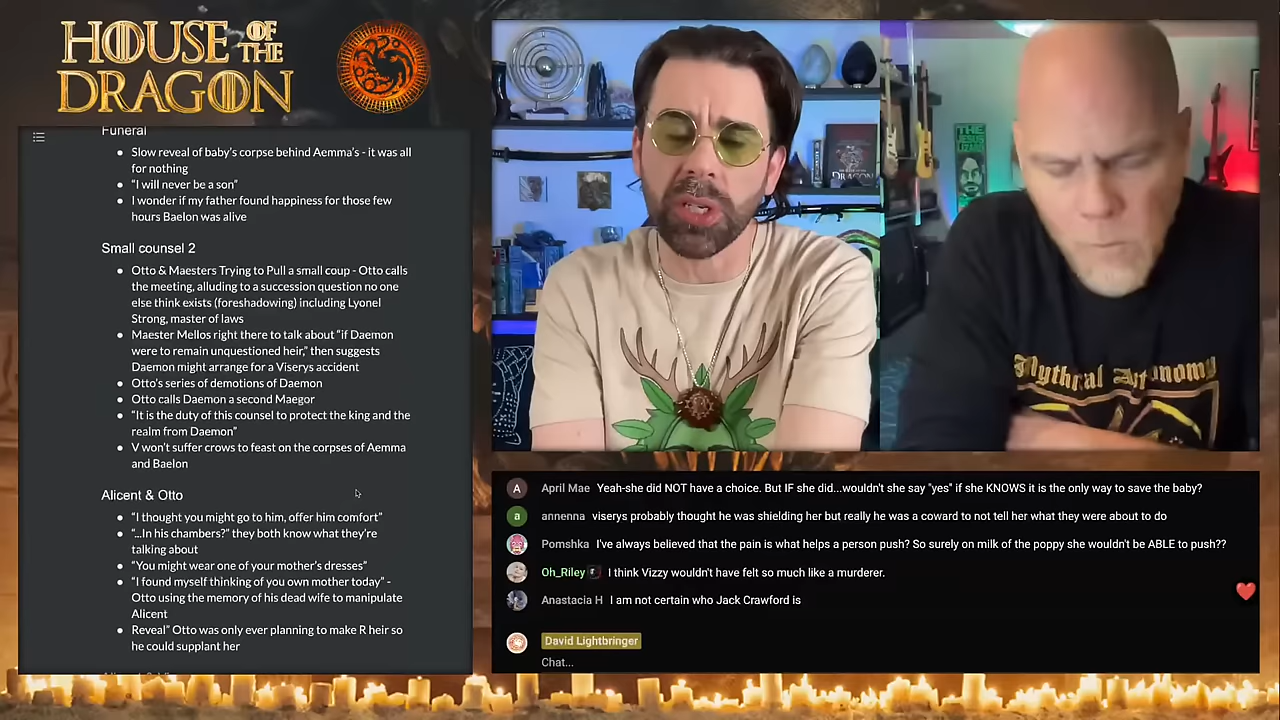 HOUSE OF THE
DRAGON
Funeral
• Slow reveal of baby's corpse behind Aemma's - it was all
for nothing
• "I will never be a son"
• I wonder if my father found happiness for those few
hours Baelon was alive
Small counsel 2
• Otto & Maesters Trying to Pull a small coup - Otto calls
the meeting, alluding to a succession question no one
else think exists (foreshadowing) including Lyonel
Strong, master of laws
• Maester Mellos right there to talk about "if Daemon
were to remain unquestioned heir," then suggests
Daemon might arrange for a Viserys accident
• Otto's series of demotions of Daemon
• Otto calls Daemon a second Maegor
• "It is the duty of this counsel to protect the king and the
realm from Daemon"
• V won't suffer crows to feast on the corpses of Aemma
and Baelon
Alicent & Otto
• "I thought you might go to him, offer him comfort"
• "...In his chambers?" they both know what they're
talking about
• "You might wear one of your mother's dresses"
• "I found myself thinking of you own mother today" -
Otto using the memory of his dead wife to manipulate
Alicent
• Reveal" Otto was only ever planning to make R heir so
he could supplant her
THE
JESUS
LIZARD
DRAGON
Mythral
A April Mae Yeah-she did NOT have a choice. But IF she did...wouldn't she say "yes" if she KNOWS it is the only way to save the baby?
a annenna viserys probably thought he was shielding her but really he was a coward to not tell her what they were about to do
Pomshka I've always believed that the pain is what helps a person push? So surely on milk of the poppy she wouldn't be ABLE to push??
Oh_Riley I think Vizzy wouldn't have felt so much like a murderer.
Anastacia H I am not certain who Jack Crawford is
David Lightbringer
Chat...